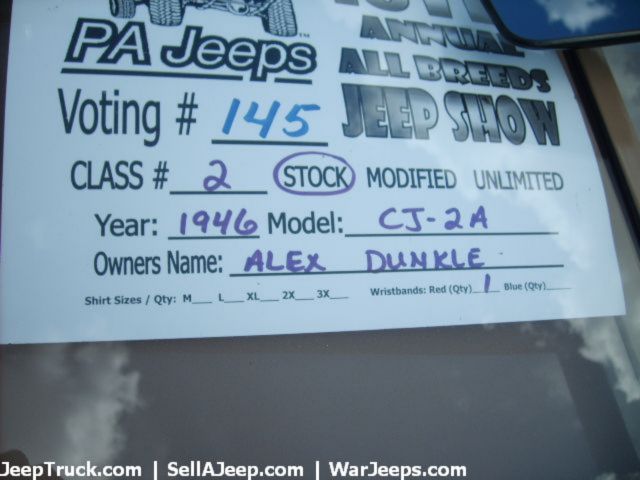 PA Jeeps™
ANNUAL
ALL BREEDS
JEEP SHOW
Voting # 145
CLASS # 2 STOCK MODIFIED UNLIMITED
Year: 1946 Model: CJ-2A
Owners Name: ALEX DUNKLE
Shirt Sizes / Qty: M___ L___ XL___ 2X___ 3X___ Wristbands: Red (Qty) 1 Blue (Qty)____
JeepTruck.com | SellAJeep.com | WarJeeps.com